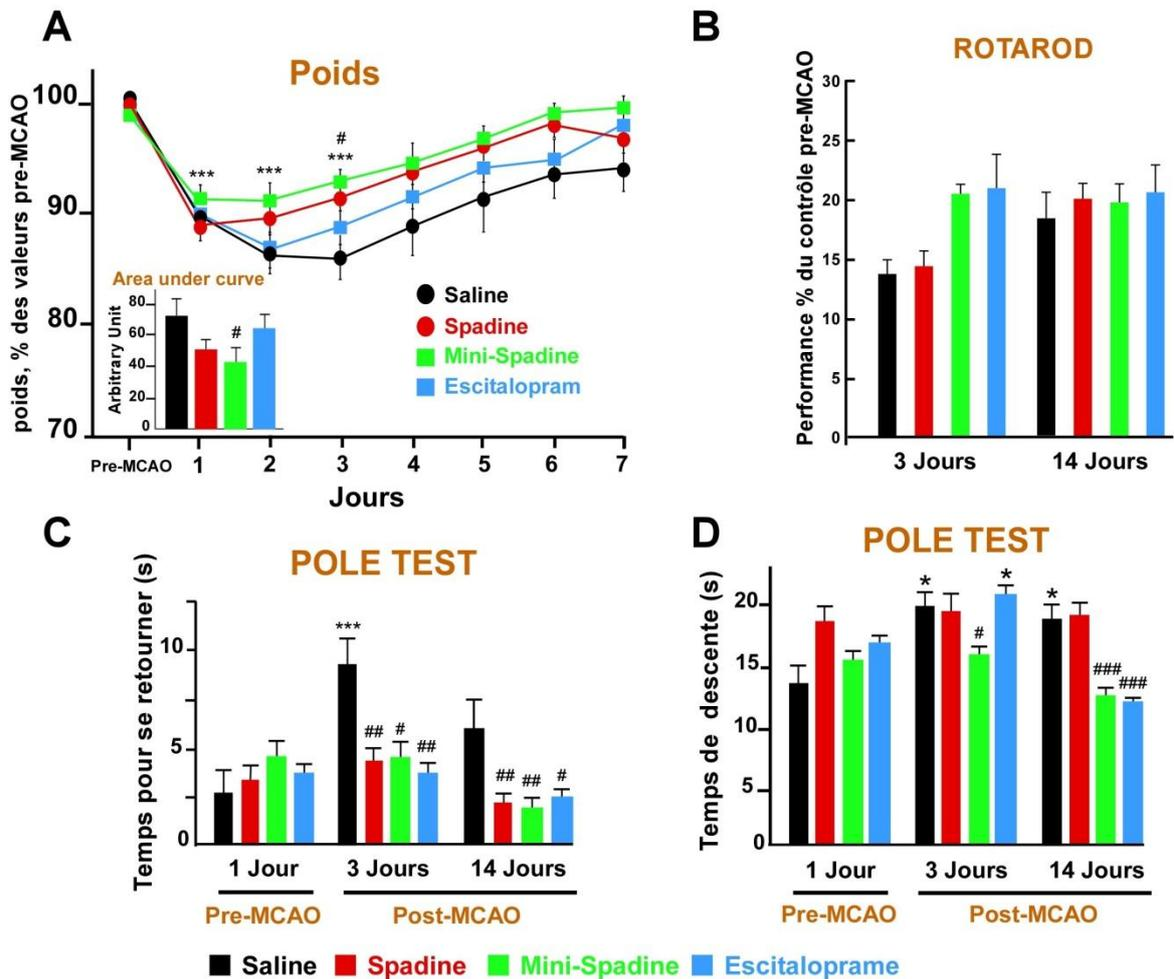 A
Poids
poids, % des valeurs pre-MCAO
100
90
80
70
***
***
#
***
Area under curve
Arbitrary Unit
80
60
40
20
0
#
Saline
Spadine
Mini-Spadine
Escitalopram
Pre-MCAO 1 2 3 4 5 6 7
Jours
B
ROTAROD
Performance % du contrôle pre-MCAO
30
25
20
15
10
5
0
3 Jours 14 Jours
C
POLE TEST
Temps pour se retourner (s)
10
5
0
***
## # ##
## ## #
1 Jour 3 Jours 14 Jours
Pre-MCAO Post-MCAO
D
POLE TEST
Temps de descente (s)
20
15
10
5
0
* # *
* ### ###
1 Jour 3 Jours 14 Jours
Pre-MCAO Post-MCAO
Saline Spadine Mini-Spadine Escitaloprame